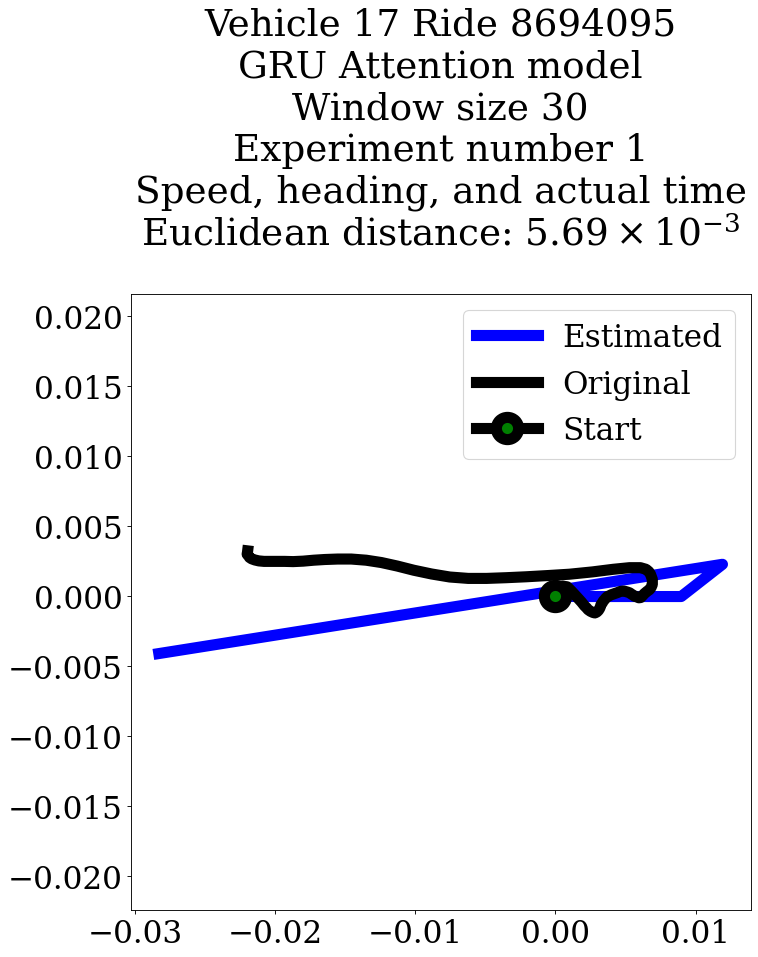 Vehicle 17 Ride 8694095
GRU Attention model
Window size 30
Experiment number 1
Speed, heading, and actual time
Euclidean distance: 5.69 × 10⁻³
Estimated
Original
Start
0.020
0.015
0.010
0.005
0.000
−0.005
−0.010
−0.015
−0.020
−0.03 −0.02 −0.01 0.00 0.01